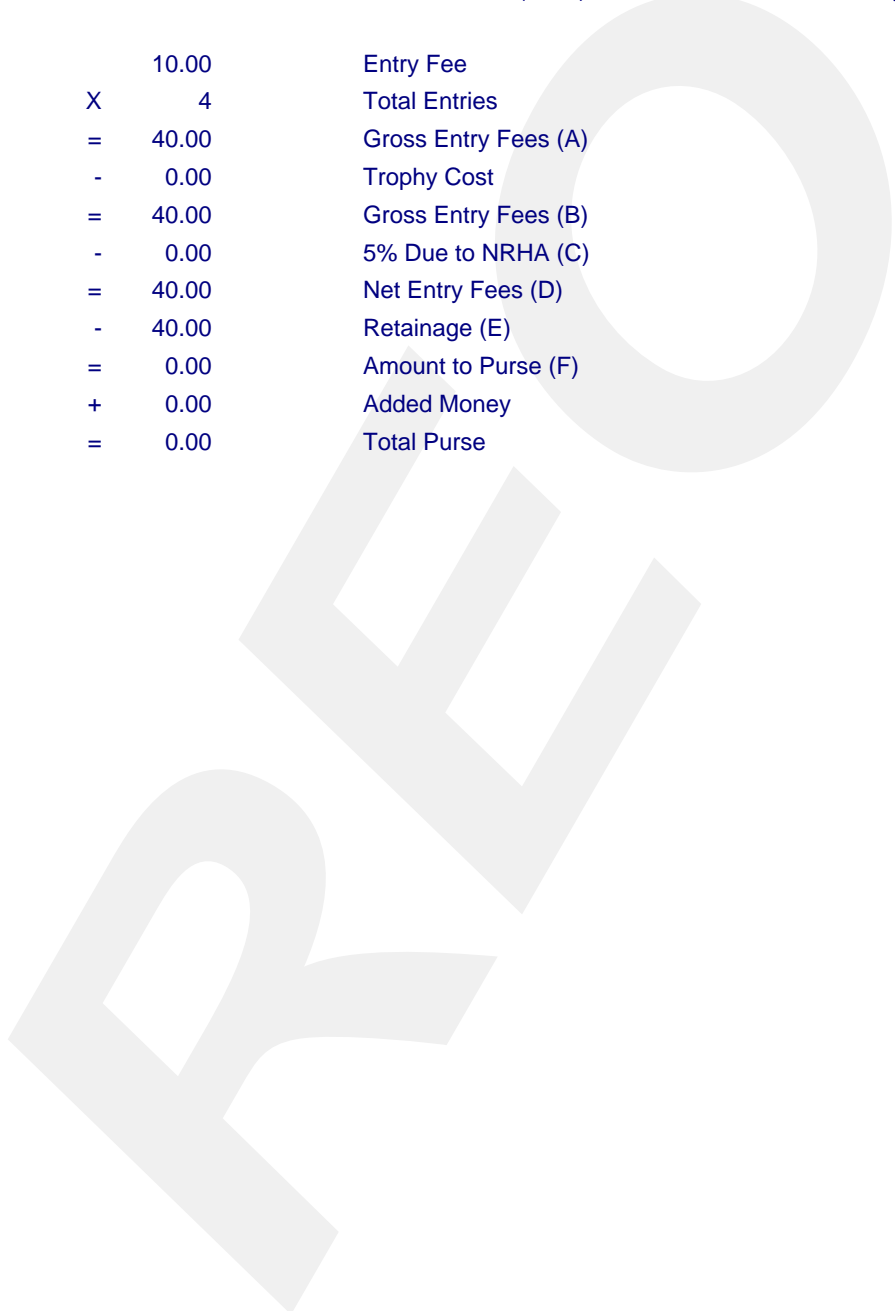 10.00 Entry Fee
X 4 Total Entries
= 40.00 Gross Entry Fees (A)
- 0.00 Trophy Cost
= 40.00 Gross Entry Fees (B)
- 0.00 5% Due to NRHA (C)
= 40.00 Net Entry Fees (D)
- 40.00 Retainage (E)
= 0.00 Amount to Purse (F)
+ 0.00 Added Money
= 0.00 Total Purse
REO